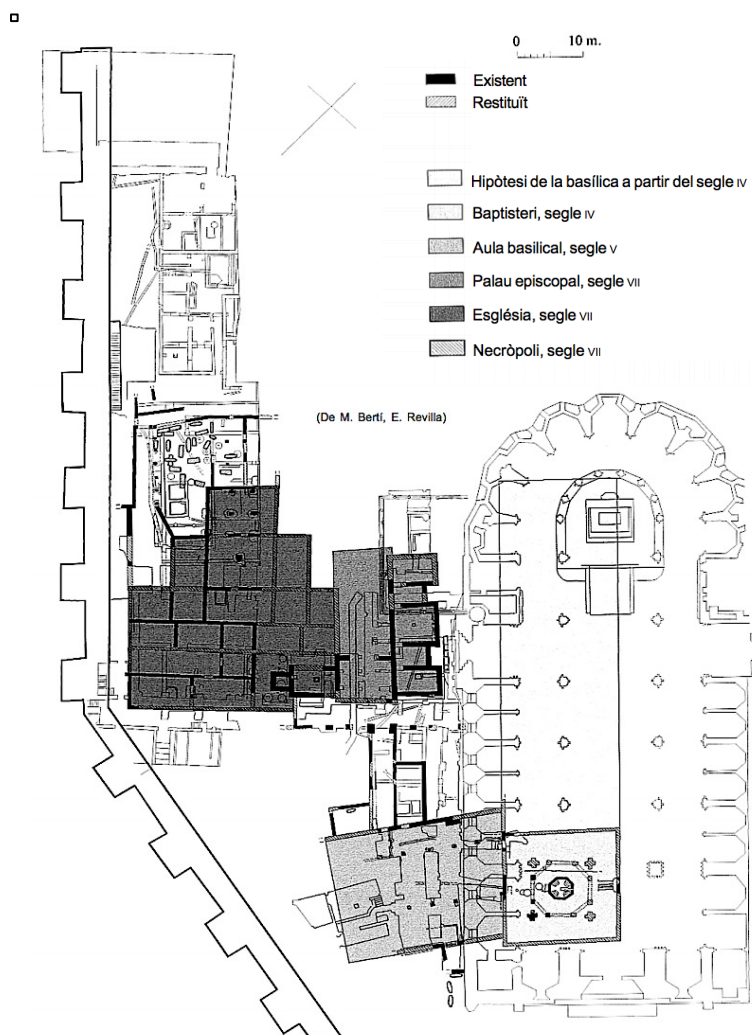 0 10 m.
Existent
Restituït
Hipòtesi de la basílica a partir del segle IV
Baptisteri, segle IV
Aula basilical, segle V
Palau episcopal, segle VII
Església, segle VII
Necròpoli, segle VII
(De M. Bertí, E. Revilla)